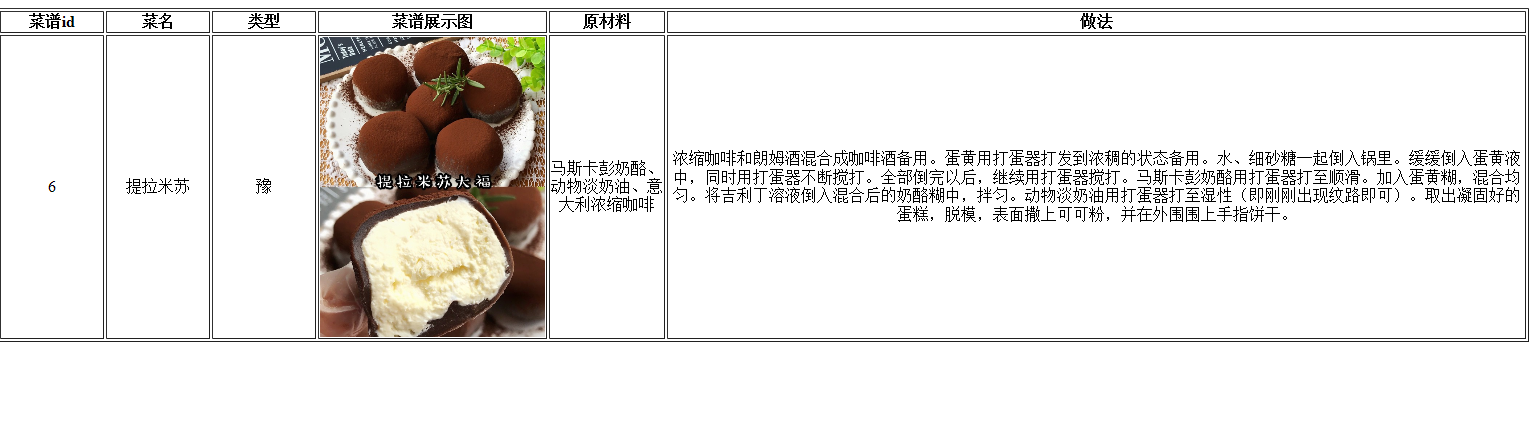 菜谱id 菜名 类型 菜谱展示图 原材料 做法
6 提拉米苏 豫
提拉米苏大福
马斯卡彭奶酪、
动物淡奶油、意
大利浓缩咖啡
浓缩咖啡和朗姆酒混合成咖啡酒备用。蛋黄用打蛋器打发到浓稠的状态备用。水、细砂糖一起倒入锅里。缓缓倒入蛋黄液
中，同时用打蛋器不断搅打。全部倒完以后，继续用打蛋器搅打。马斯卡彭奶酪用打蛋器打至顺滑。加入蛋黄糊，混合均
匀。将吉利丁溶液倒入混合后的奶酪糊中，拌匀。动物淡奶油用打蛋器打至湿性（即刚刚出现纹路即可）。取出凝固好的
蛋糕，脱模，表面撒上可可粉，并在外围围上手指饼干。